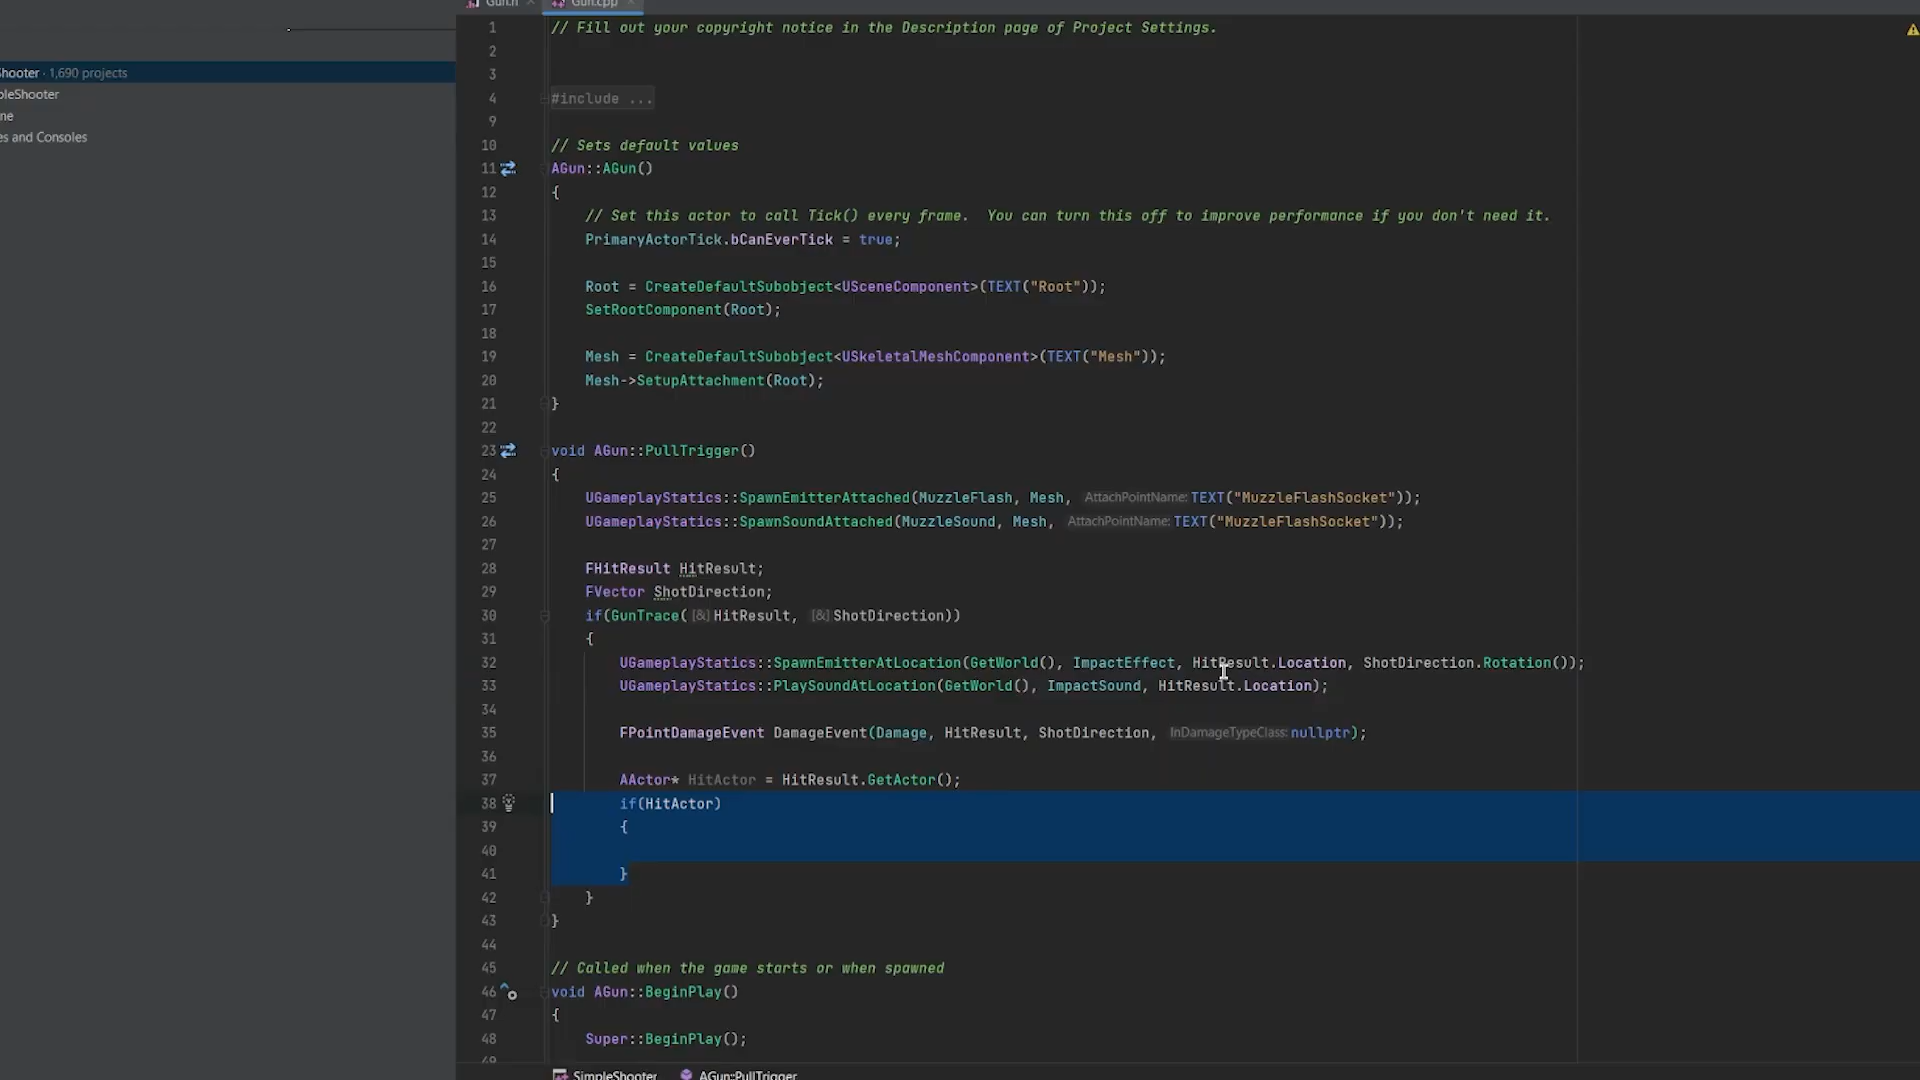 Gun.h × Gun.cpp ×
Shooter · 1,690 projects
pleShooter
ne
es and Consoles
1 // Fill out your copyright notice in the Description page of Project Settings.
2
3
4 #include ...
9
10 // Sets default values
11 AGun::AGun()
12 {
13 // Set this actor to call Tick() every frame.  You can turn this off to improve performance if you don't need it.
14 PrimaryActorTick.bCanEverTick = true;
15
16 Root = CreateDefaultSubobject<USceneComponent>(TEXT("Root"));
17 SetRootComponent(Root);
18
19 Mesh = CreateDefaultSubobject<USkeletalMeshComponent>(TEXT("Mesh"));
20 Mesh->SetupAttachment(Root);
21 }
22
23 void AGun::PullTrigger()
24 {
25 UGameplayStatics::SpawnEmitterAttached(MuzzleFlash, Mesh, AttachPointName: TEXT("MuzzleFlashSocket"));
26 UGameplayStatics::SpawnSoundAttached(MuzzleSound, Mesh, AttachPointName: TEXT("MuzzleFlashSocket"));
27
28 FHitResult HitResult;
29 FVector ShotDirection;
30 if(GunTrace([&]HitResult, [&]ShotDirection))
31 {
32 UGameplayStatics::SpawnEmitterAtLocation(GetWorld(), ImpactEffect, HitResult.Location, ShotDirection.Rotation());
33 UGameplayStatics::PlaySoundAtLocation(GetWorld(), ImpactSound, HitResult.Location);
34
35 FPointDamageEvent DamageEvent(Damage, HitResult, ShotDirection, InDamageTypeClass: nullptr);
36
37 AActor* HitActor = HitResult.GetActor();
38 if(HitActor)
39 {
40
41 }
42 }
43 }
44
45 // Called when the game starts or when spawned
46 void AGun::BeginPlay()
47 {
48 Super::BeginPlay();
49
SimpleShooter AGun::PullTrigger